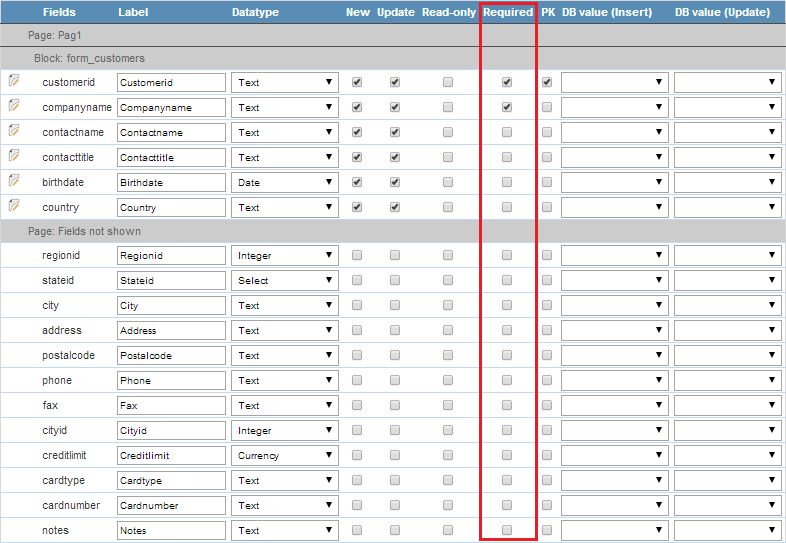 Fields Label Datatype New Update Read-only Required PK DB value (Insert) DB value (Update)
Page: Pag1
Block: form_customers
customerid Customerid Text
companyname Companyname Text
contactname Contactname Text
contacttitle Contacttitle Text
birthdate Birthdate Date
country Country Text
Page: Fields not shown
regionid Regionid Integer
stateid Stateid Select
city City Text
address Address Text
postalcode Postalcode Text
phone Phone Text
fax Fax Text
cityid Cityid Integer
creditlimit Creditlimit Currency
cardtype Cardtype Text
cardnumber Cardnumber Text
notes Notes Text